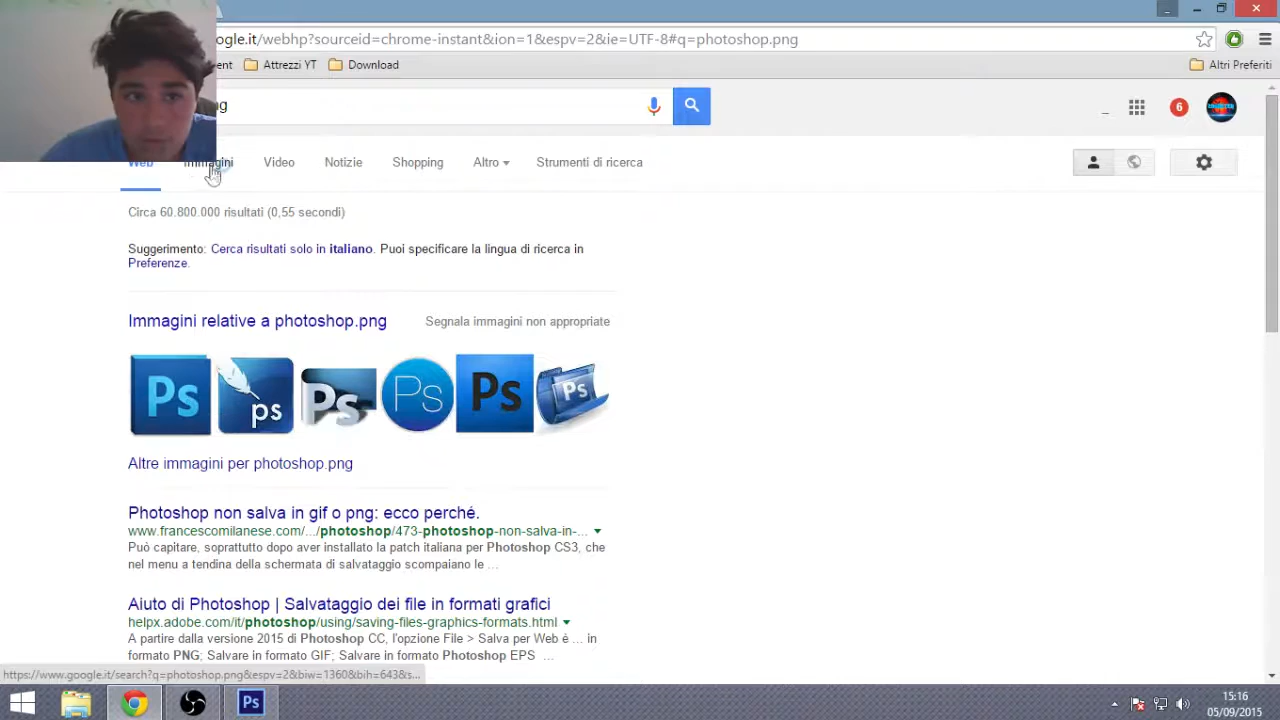 ogle.it/webhp?sourceid=chrome-instant&ion=1&espv=2&ie=UTF-8#q=photoshop.png
ent Attrezzi YT Download Altri Preferiti
ng
6
Web Immagini Video Notizie Shopping Altro Strumenti di ricerca
Circa 60.800.000 risultati (0,55 secondi)
Suggerimento: Cerca risultati solo in italiano. Puoi specificare la lingua di ricerca in
Preferenze.
Immagini relative a photoshop.png Segnala immagini non appropriate
Ps ps Ps Ps Ps Ps
Altre immagini per photoshop.png
Photoshop non salva in gif o png: ecco perché.
www.francescomilanese.com/.../photoshop/473-photoshop-non-salva-in-...
Può capitare, soprattutto dopo aver installato la patch italiana per Photoshop CS3, che
nel menu a tendina della schermata di salvataggio scompaiano le ...
Aiuto di Photoshop | Salvataggio dei file in formati grafici
helpx.adobe.com/it/photoshop/using/saving-files-graphics-formats.html
A partire dalla versione 2015 di Photoshop CC, l'opzione File > Salva per Web è ... in
formato PNG; Salvare in formato GIF; Salvare in formato Photoshop EPS ...
https://www.google.it/search?q=photoshop.png&espv=2&biw=1360&bih=643&s...
Ps
15:16
05/09/2015